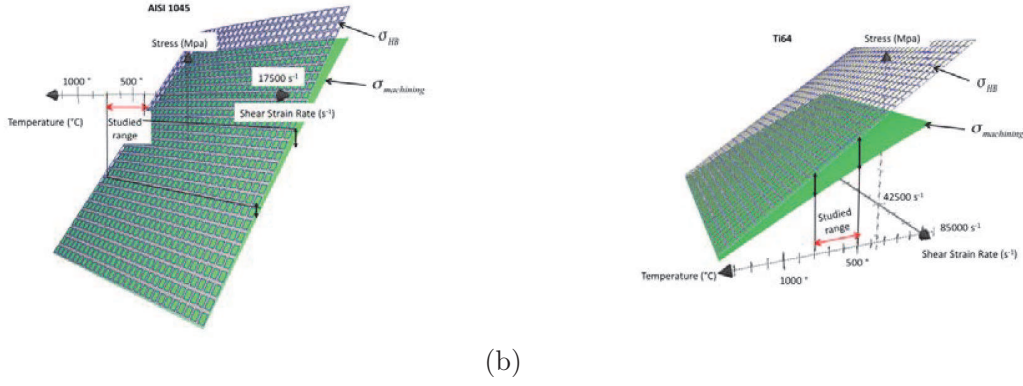 AISI 1045
Stress (Mpa)
σHB
1000 °
500 °
17500 s-1
σmachining
Temperature (°C)
Studied
range
Shear Strain Rate (s-1)
Ti64
Stress (Mpa)
σHB
σmachining
42500 s-1
Studied
range
85000 s-1
500 °
Shear Strain Rate (s-1)
Temperature (°C)
1000 °
(b)